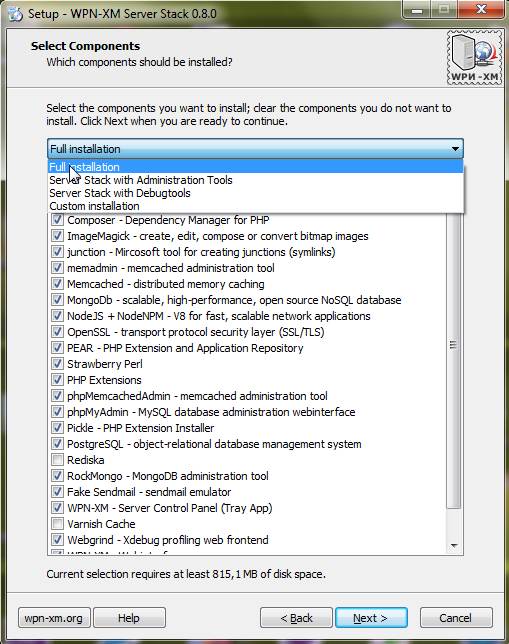 Setup - WPN-XM Server Stack 0.8.0
Select Components
Which components should be installed?
WPN-XM
Select the components you want to install; clear the components you do not want to
install. Click Next when you are ready to continue.
Full installation
Full installation
Server Stack with Administration Tools
Server Stack with Debugtools
Custom installation
Composer - Dependency Manager for PHP
ImageMagick - create, edit, compose or convert bitmap images
junction - Mircosoft tool for creating junctions (symlinks)
memadmin - memcached administration tool
Memcached - distributed memory caching
MongoDb - scalable, high-performance, open source NoSQL database
NodeJS + NodeNPM - V8 for fast, scalable network applications
OpenSSL - transport protocol security layer (SSL/TLS)
PEAR - PHP Extension and Application Repository
Strawberry Perl
PHP Extensions
phpMemcachedAdmin - memcached administration tool
phpMyAdmin - MySQL database administration webinterface
Pickle - PHP Extension Installer
PostgreSQL - object-relational database management system
Rediska
RockMongo - MongoDB administration tool
Fake Sendmail - sendmail emulator
WPN-XM - Server Control Panel (Tray App)
Varnish Cache
Webgrind - Xdebug profiling web frontend
Current selection requires at least 815,1 MB of disk space.
wpn-xm.org
Help
< Back
Next >
Cancel